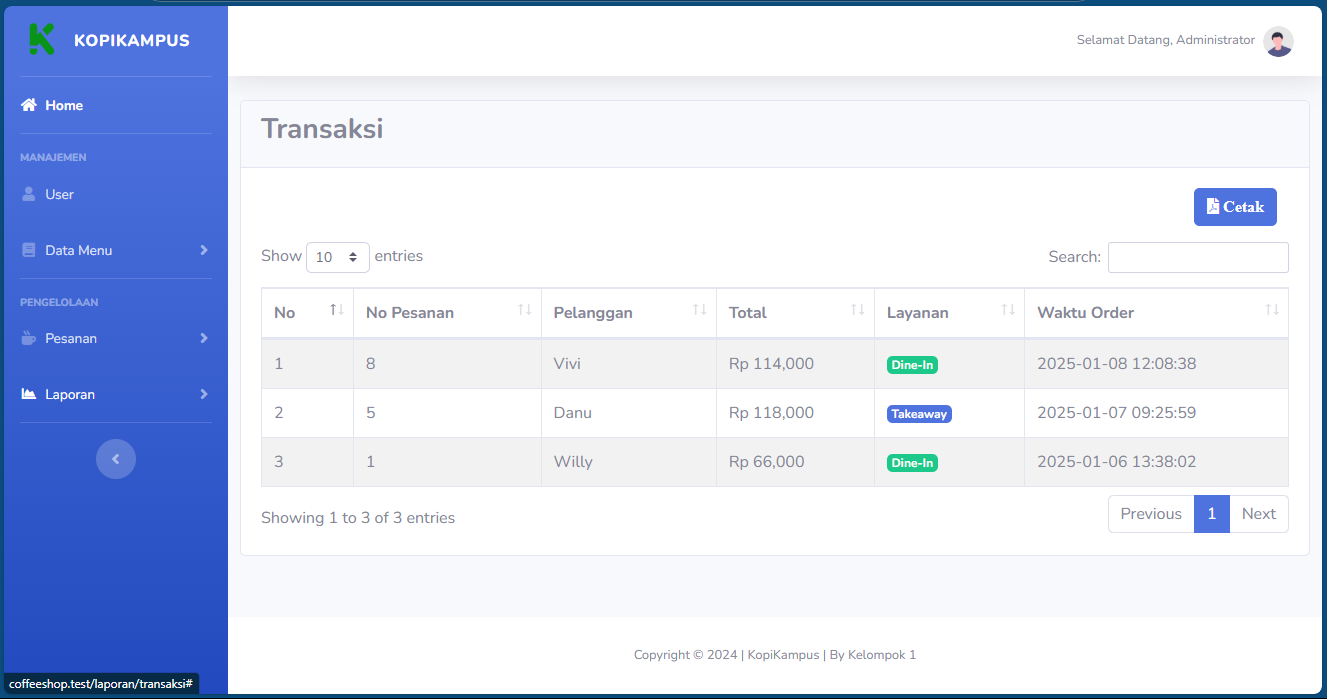 KOPIKAMPUS
Selamat Datang, Administrator
Home
MANAJEMEN
User
Data Menu
PENGELOLAAN
Pesanan
Laporan
Transaksi
Cetak
Show 10 entries Search:
No No Pesanan Pelanggan Total Layanan Waktu Order
1 8 Vivi Rp 114,000 Dine-In 2025-01-08 12:08:38
2 5 Danu Rp 118,000 Takeaway 2025-01-07 09:25:59
3 1 Willy Rp 66,000 Dine-In 2025-01-06 13:38:02
Showing 1 to 3 of 3 entries Previous 1 Next
Copyright © 2024 | KopiKampus | By Kelompok 1
coffeeshop.test/laporan/transaksi#